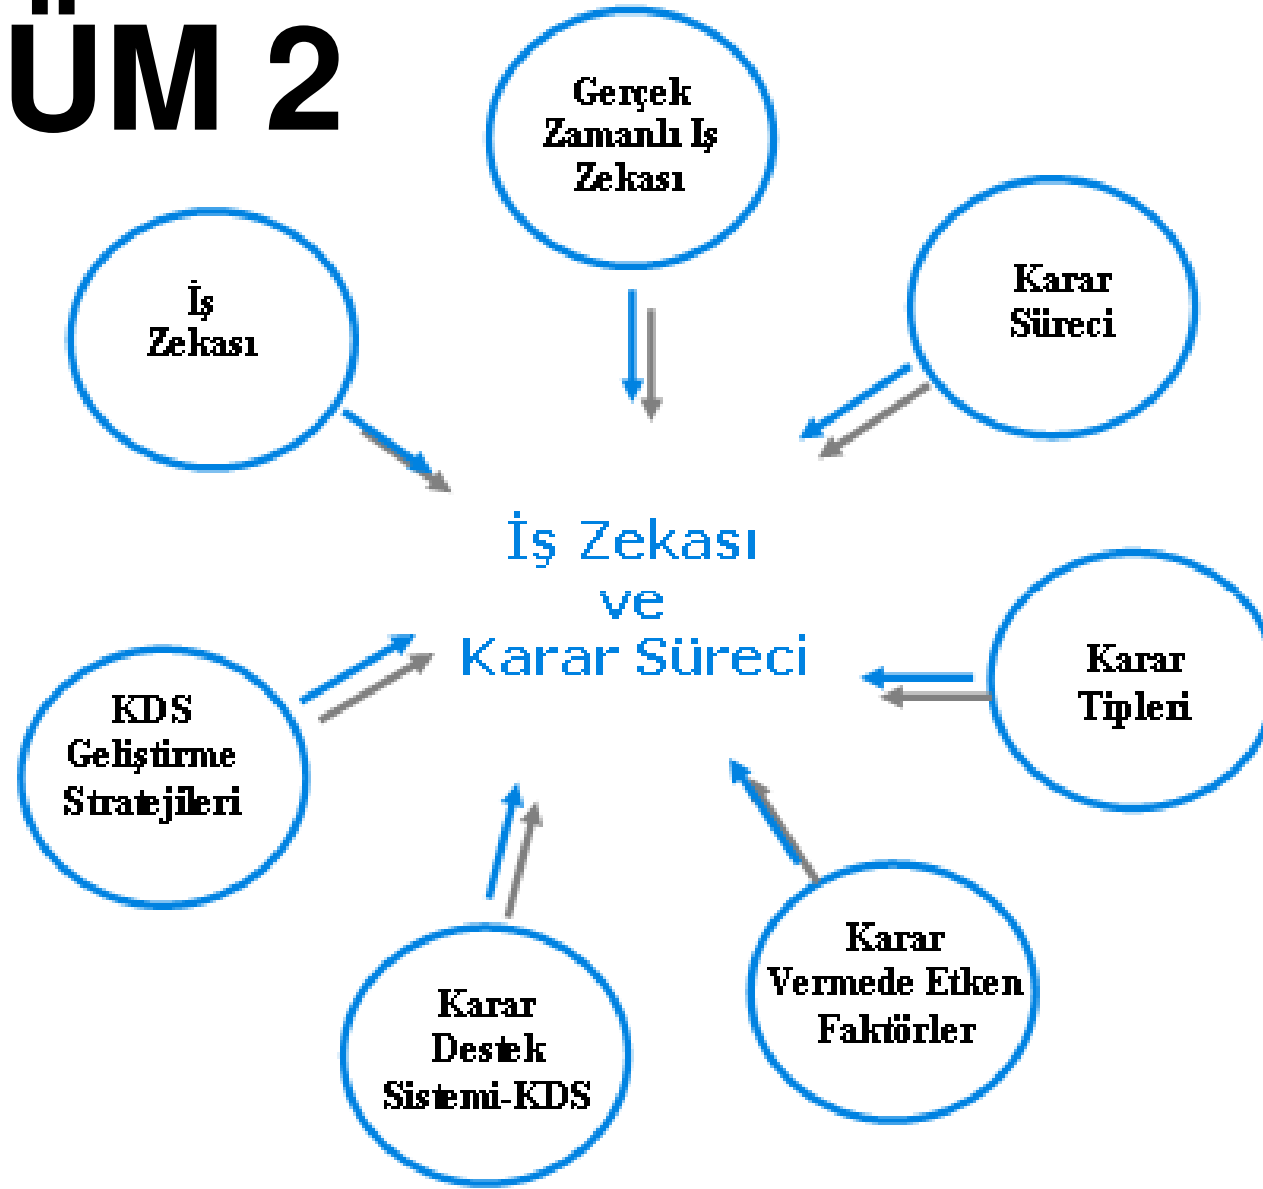 ÜM 2
Gerçek
Zamanlı Iş
Zekası
Karar
Süreci
İş
Zekası
İş Zekası
ve
Karar Süreci
Karar
Tipleri
KDS
Geliştirme
Stratejileri
Karar
Vermede Etken
Faktörler
Karar
Destek
Sistemi-KDS